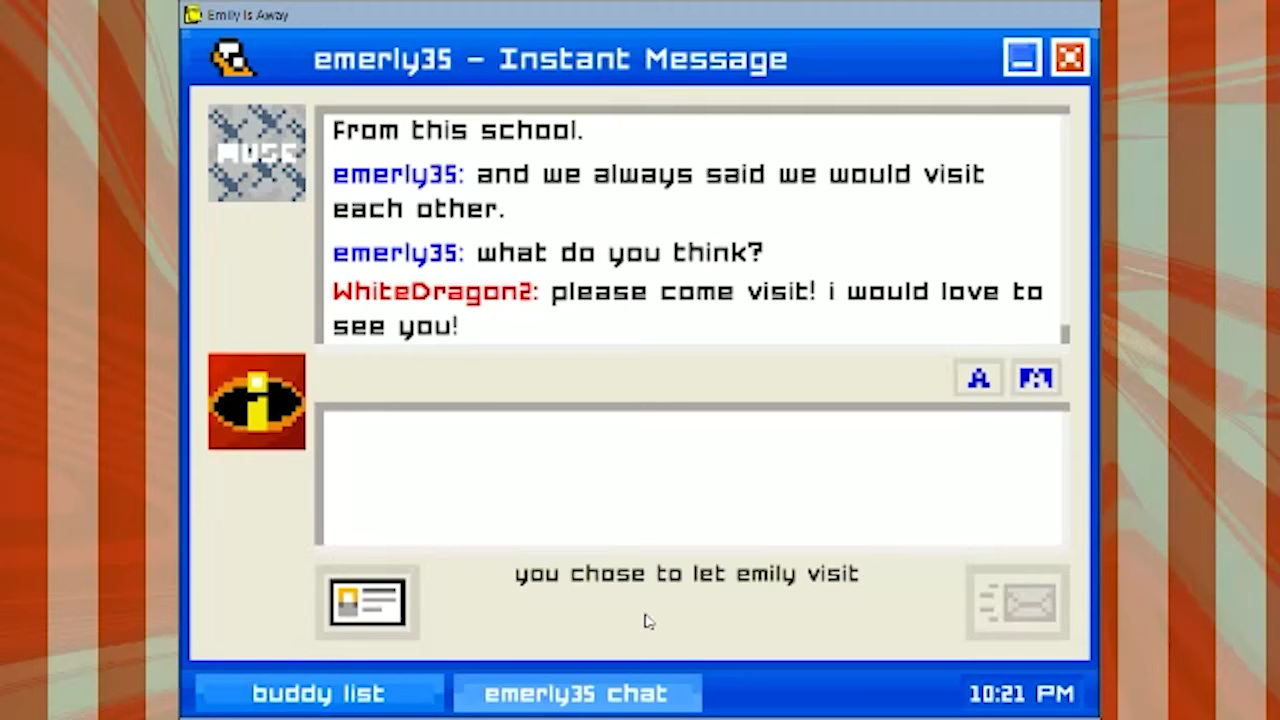 Emily is Away
emerly35 - Instant Message
MUSE
From this school.
emerly35: and we always said we would visit
each other.
emerly35: what do you think?
WhiteDragon2: please come visit! i would love to
see you!
A
you chose to let emily visit
buddy list
emerly35 chat
10:21 PM